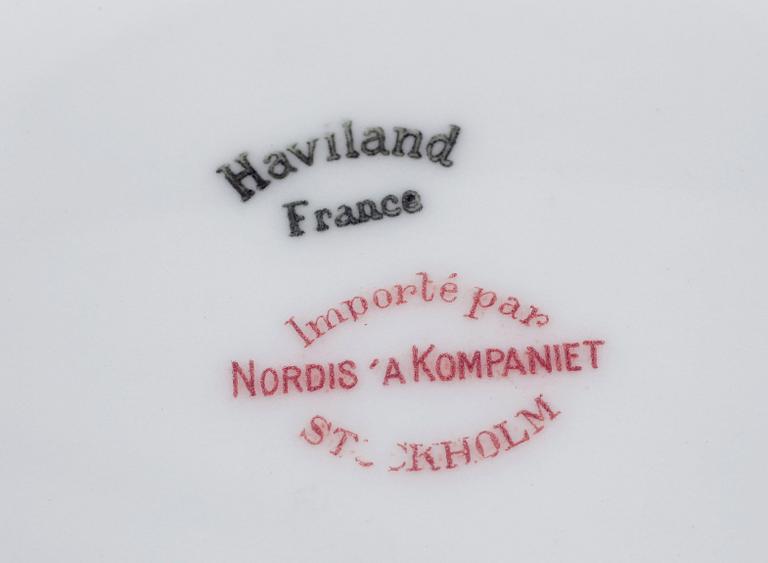 Haviland
France
Importé par
NORDIS 'A KOMPANIET
STOCKHOLM